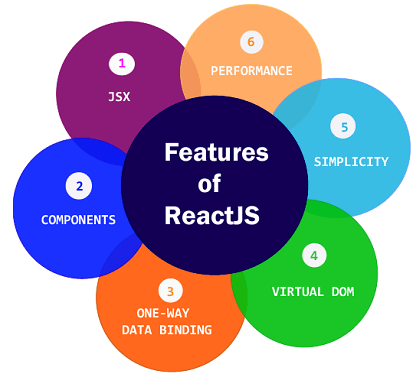 Features
of
ReactJS
1
JSX
2
COMPONENTS
3
ONE-WAY
DATA BINDING
4
VIRTUAL DOM
5
SIMPLICITY
6
PERFORMANCE